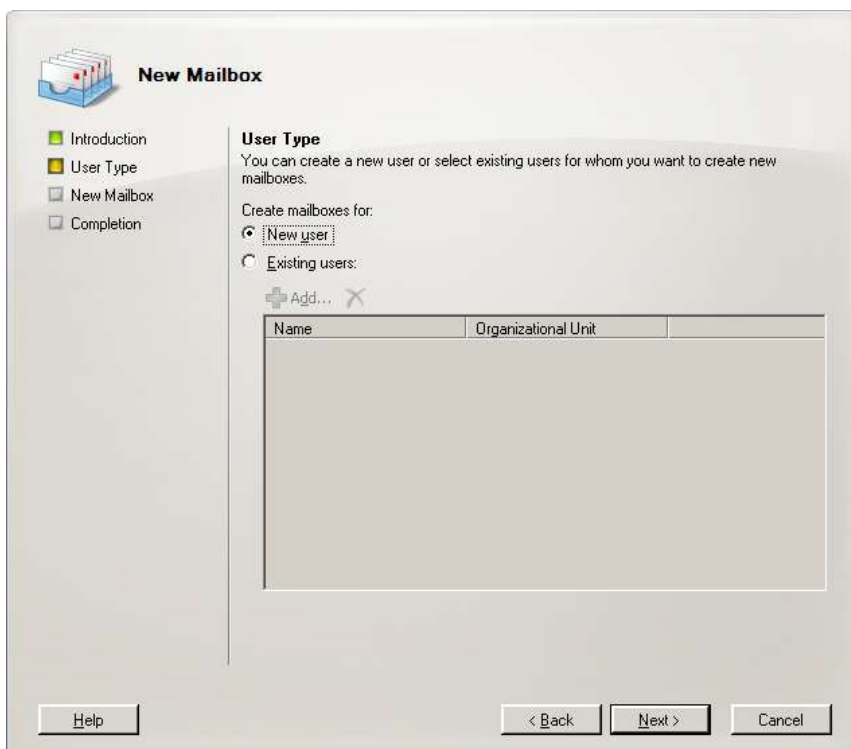 New Mailbox
Introduction
User Type
New Mailbox
Completion
User Type
You can create a new user or select existing users for whom you want to create new
mailboxes.
Create mailboxes for:
New user
Existing users:
Add...
Name Organizational Unit
Help < Back Next > Cancel